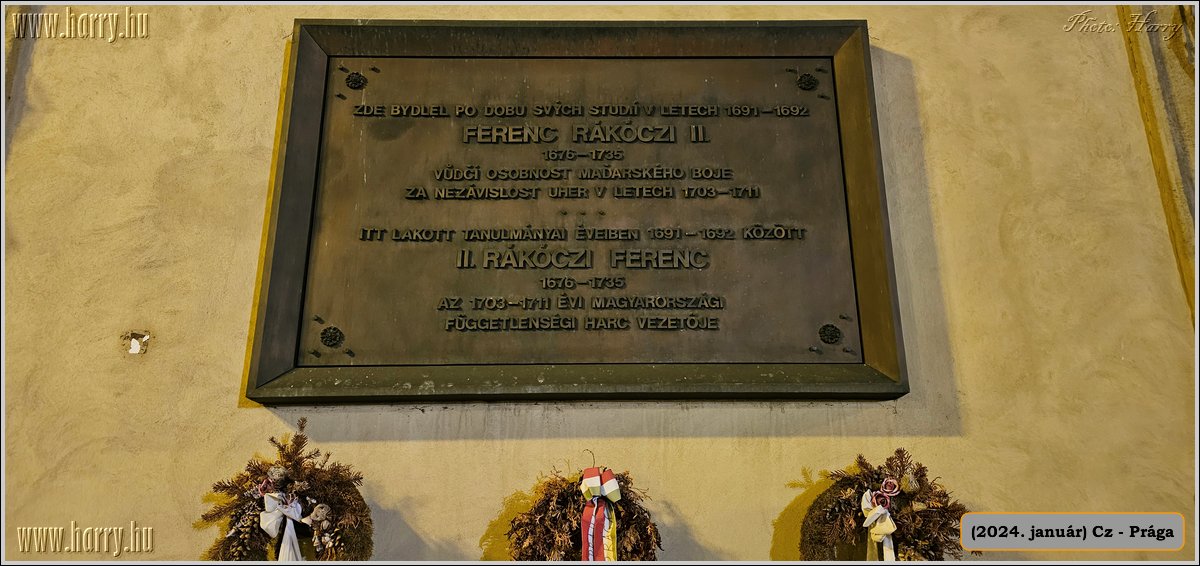 www.harry.hu
Photo: Harry
ZDE BYDLEL PO DOBU SVÝCH STUDIÍ V LETECH 1691–1692
FERENC RÁKÓCZI II.
1676–1735
VŮDČÍ OSOBNOST MAĎARSKÉHO BOJE
ZA NEZÁVISLOST UHER V LETECH 1703–1711
ITT LAKOTT TANULMÁNYAI ÉVEIBEN 1691–1692 KÖZÖTT
II. RÁKÓCZI FERENC
1676–1735
AZ 1703–1711 ÉVI MAGYARORSZÁGI
FÜGGETLENSÉGI HARC VEZETŐJE
www.harry.hu
(2024. január) Cz - Prága